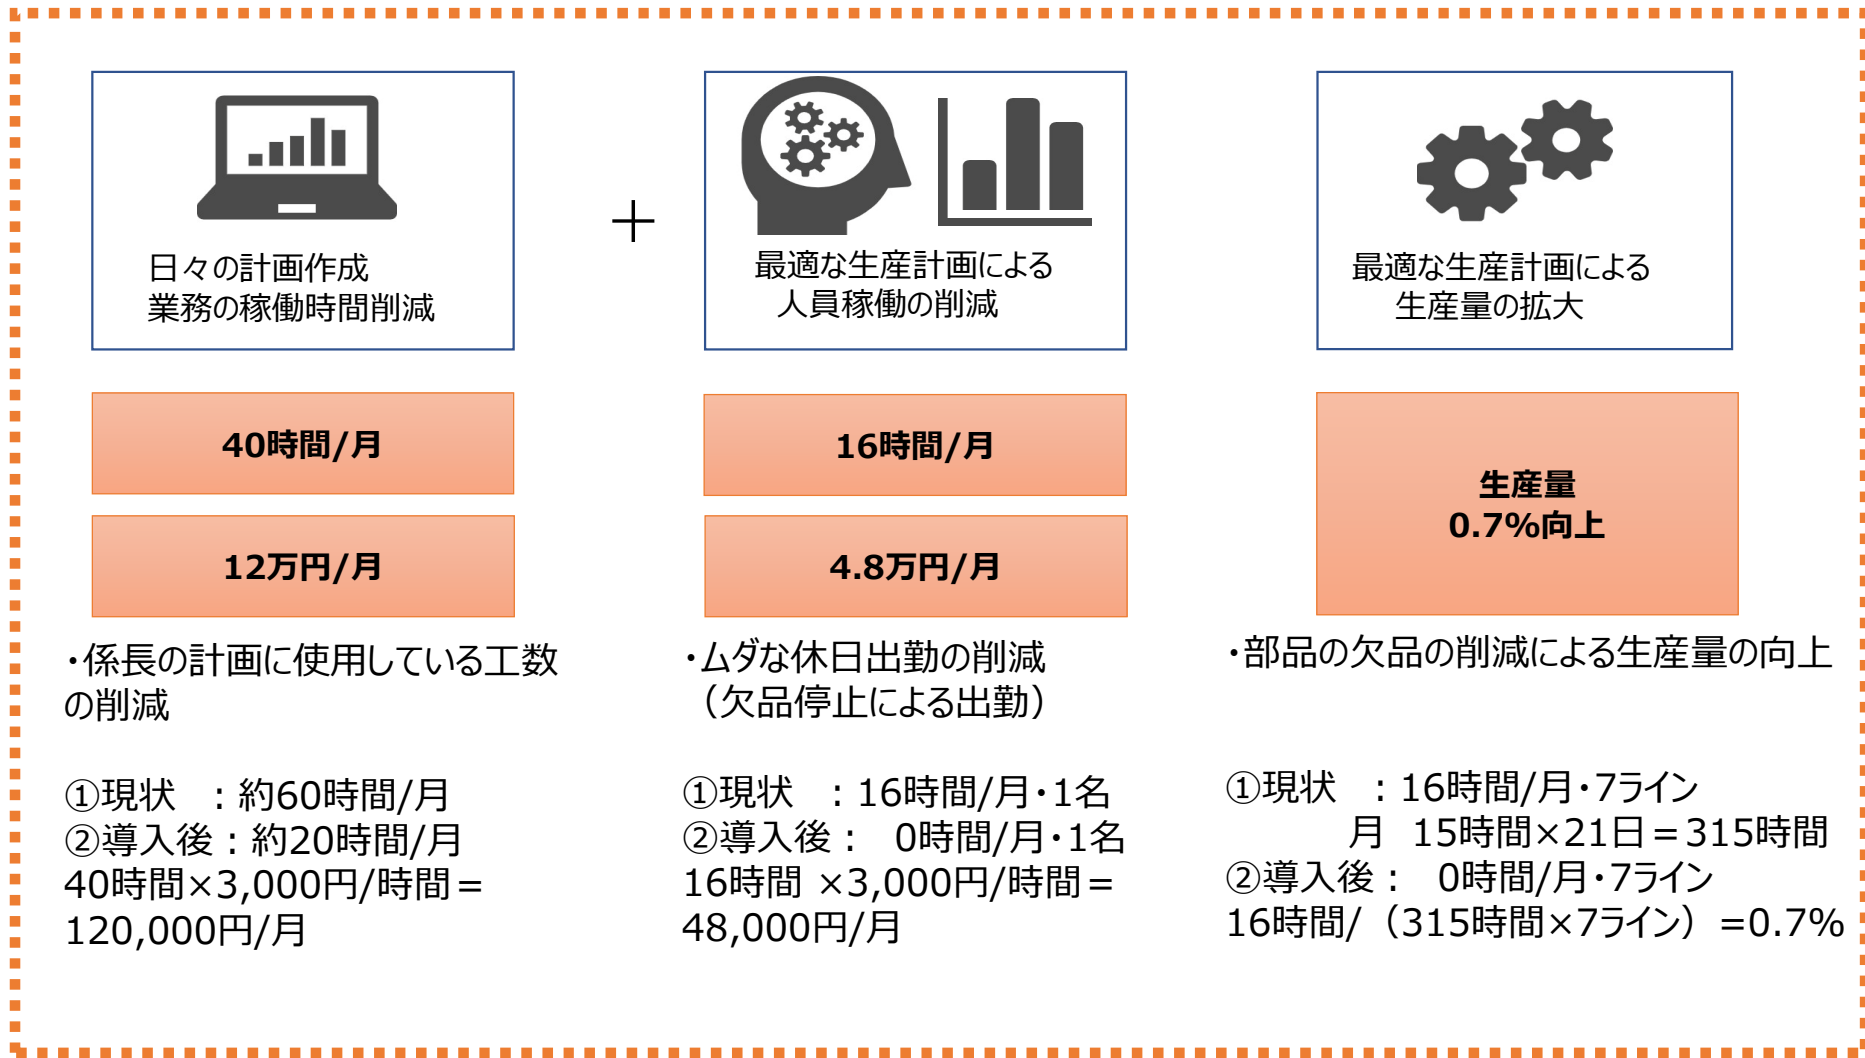 日々の計画作成
業務の稼働時間削減
40時間/月
12万円/月
・係長の計画に使用している工数
の削減
①現状 :約60時間/月
②導入後:約20時間/月
40時間×3,000円/時間=
120,000円/月
+
最適な生産計画による
人員稼働の削減
16時間/月
4.8万円/月
・ムダな休日出勤の削減
(欠品停止による出勤)
①現状 :16時間/月・1名
②導入後: 0時間/月・1名
16時間 ×3,000円/時間=
48,000円/月
最適な生産計画による
生産量の拡大
生産量
0.7%向上
・部品の欠品の削減による生産量の向上
①現状 :16時間/月・7ライン
月 15時間×21日=315時間
②導入後: 0時間/月・7ライン
16時間/(315時間×7ライン)=0.7%